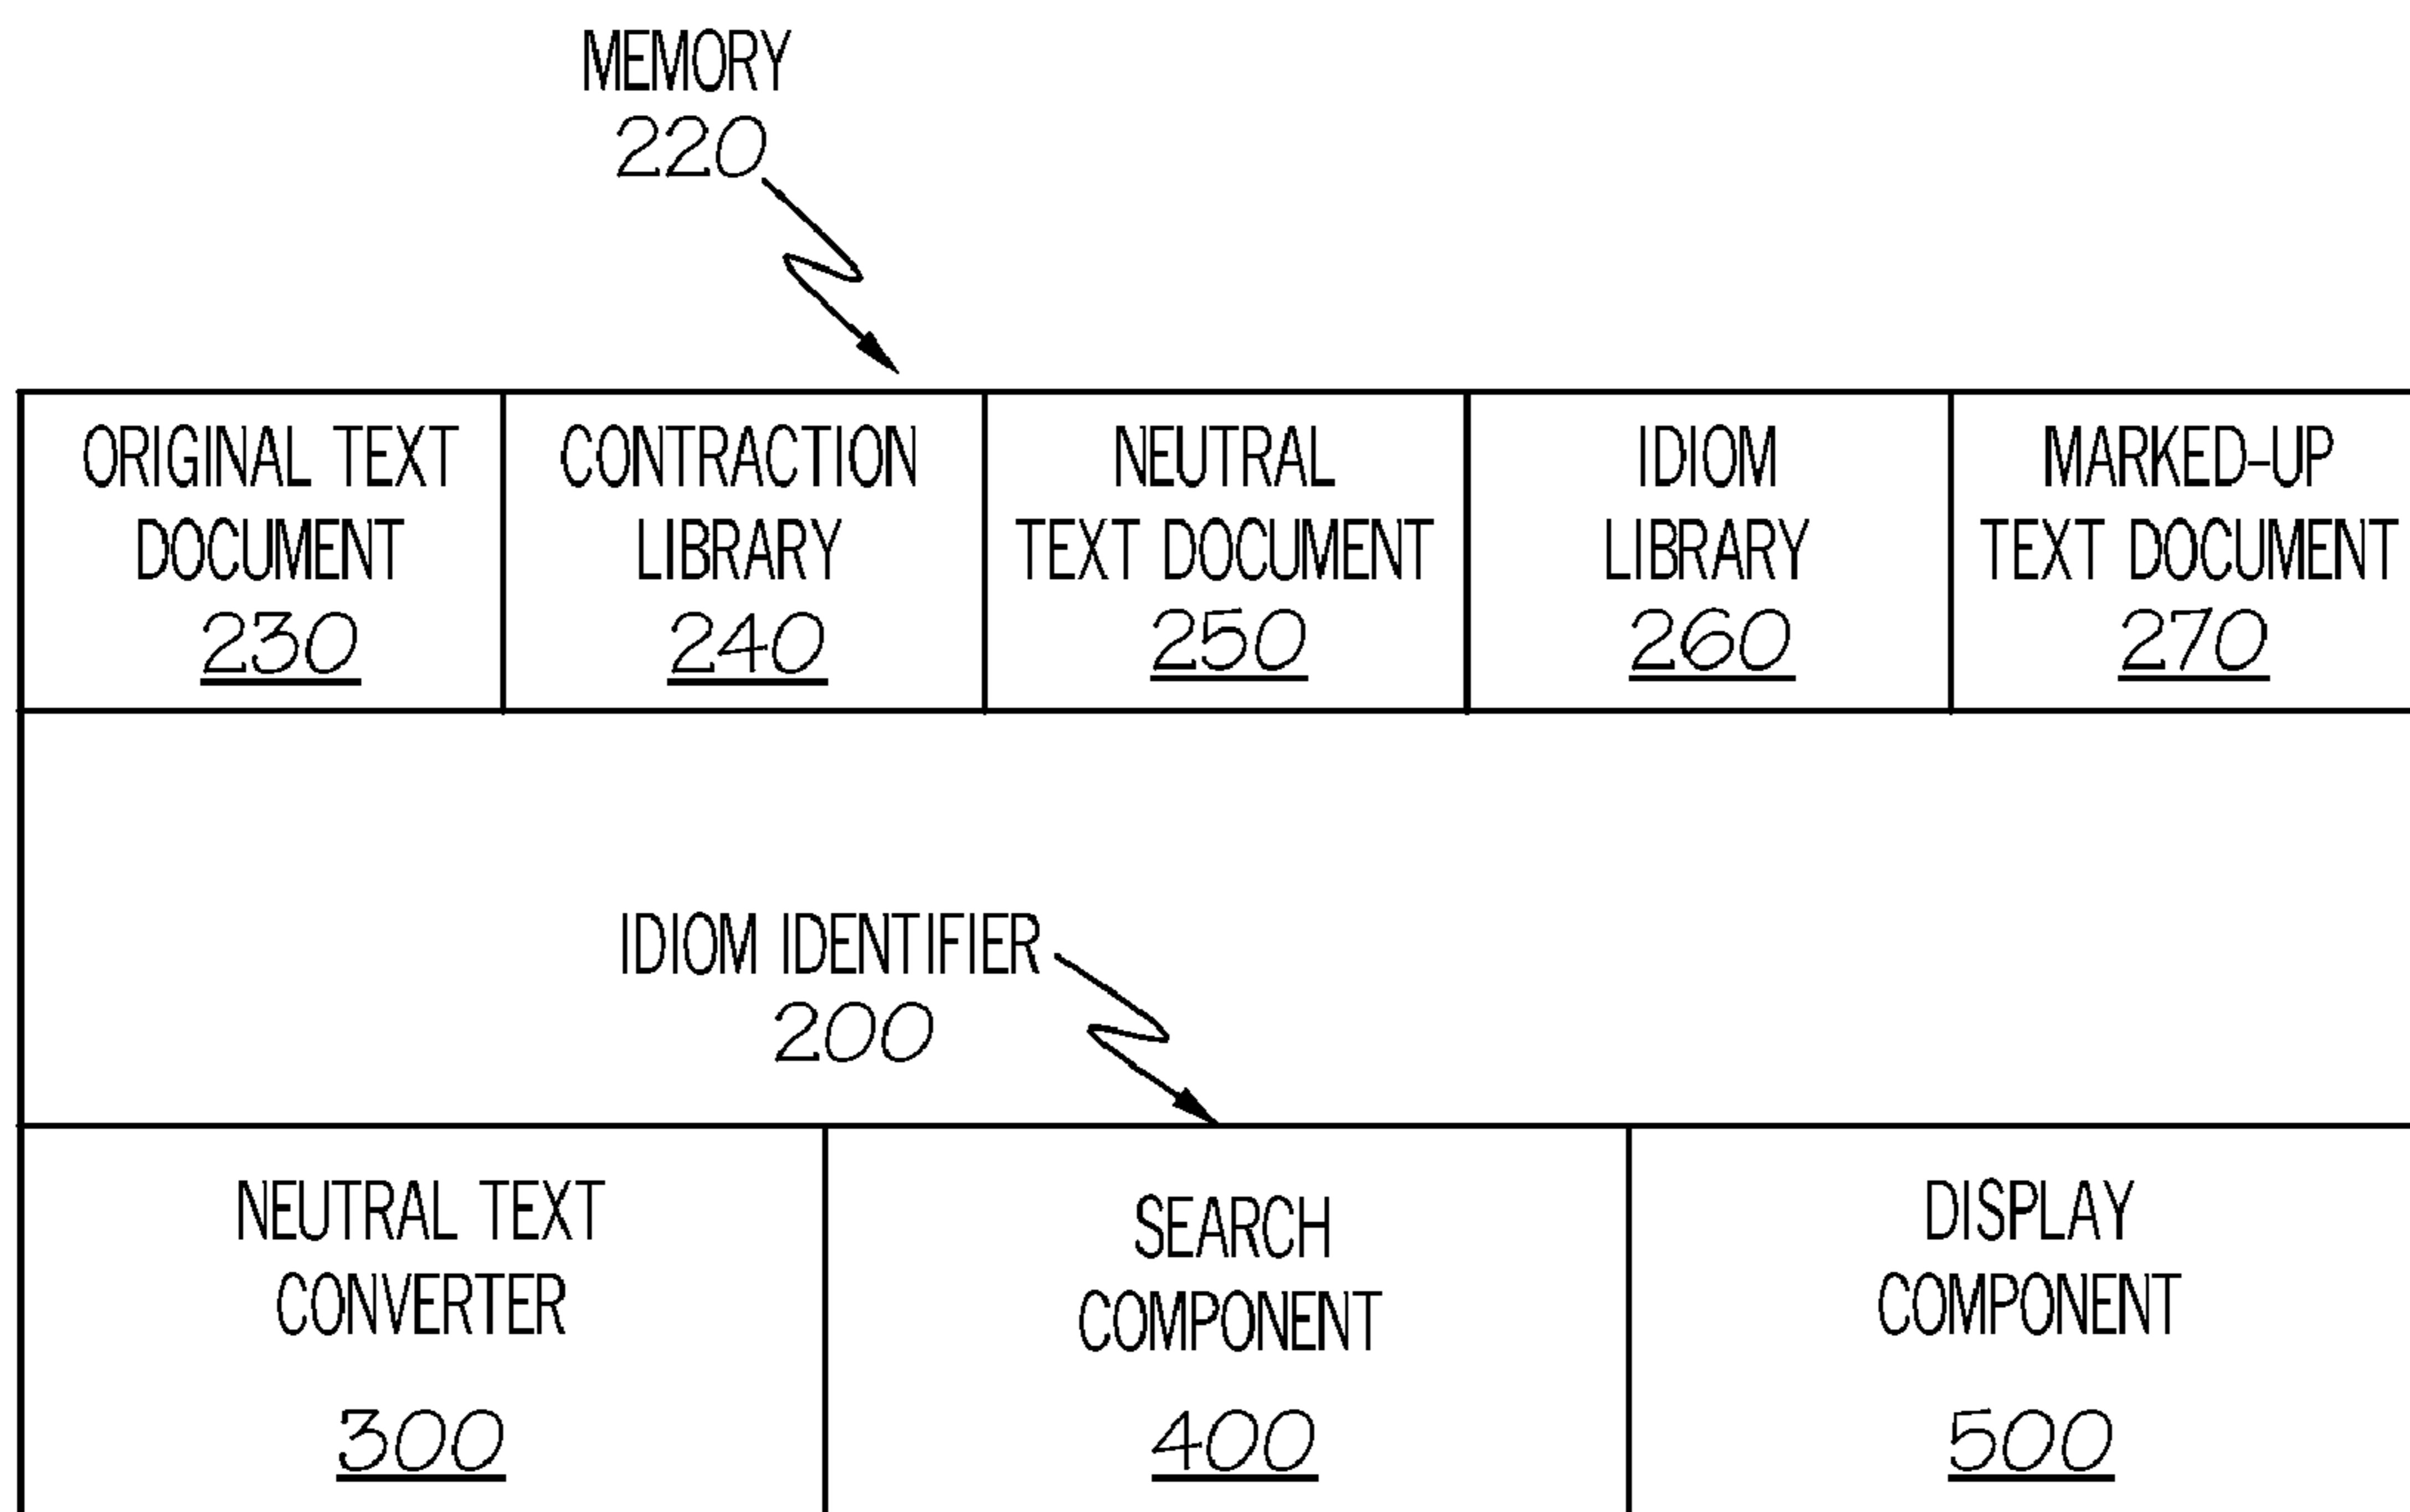 MEMORY
220
ORIGINAL TEXT
DOCUMENT
230
CONTRACTION
LIBRARY
240
NEUTRAL
TEXT DOCUMENT
250
IDIOM
LIBRARY
260
MARKED-UP
TEXT DOCUMENT
270
IDIOM IDENTIFIER
200
NEUTRAL TEXT
CONVERTER
300
SEARCH
COMPONENT
400
DISPLAY
COMPONENT
500